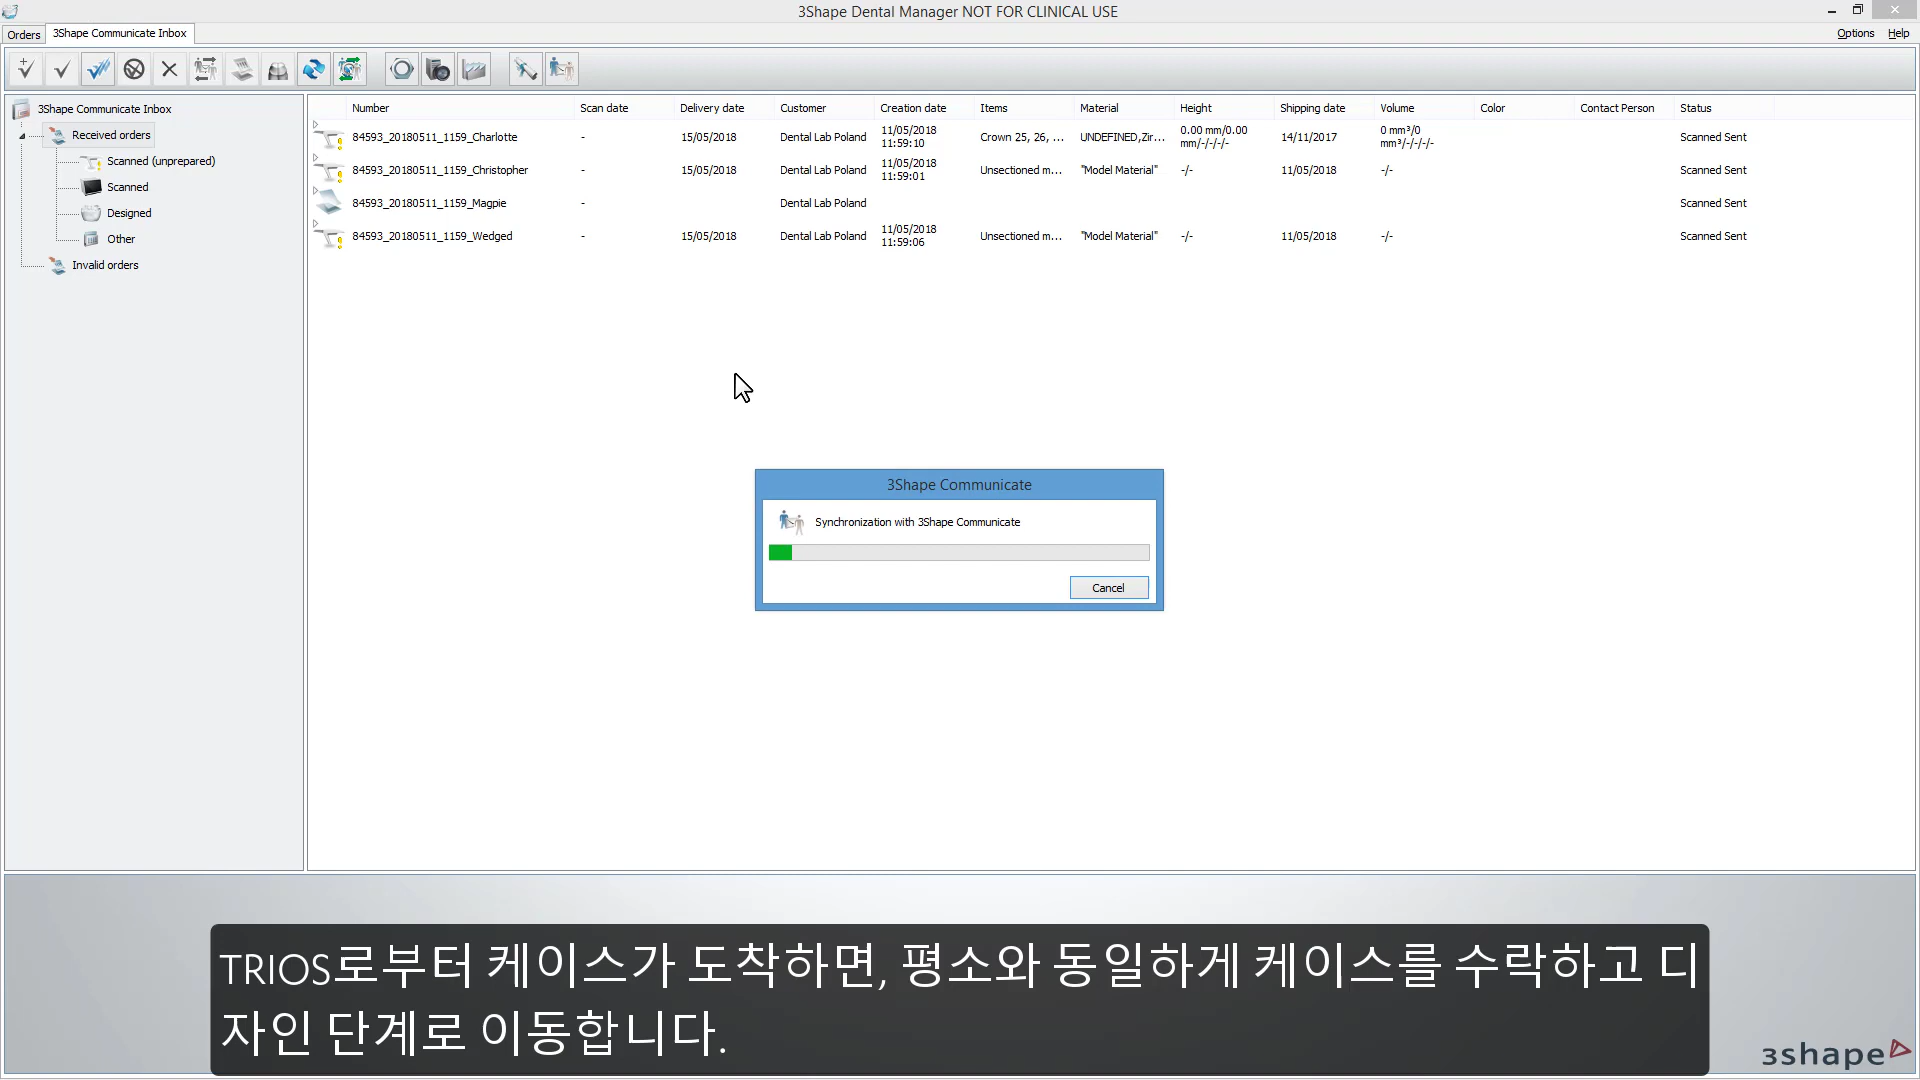 3Shape Dental Manager NOT FOR CLINICAL USE
Orders 3Shape Communicate Inbox
Options Help
3Shape Communicate Inbox
Received orders
Scanned (unprepared)
Scanned
Designed
Other
Invalid orders
Number Scan date Delivery date Customer Creation date Items Material Height Shipping date Volume Color Contact Person Status
84593_20180511_1159_Charlotte - 15/05/2018 Dental Lab Poland 11/05/2018 11:59:10 Crown 25, 26, ... UNDEFINED,Zir... 0.00 mm/0.00 mm/-/-/-/- 14/11/2017 0 mm³/0 mm³/-/-/-/- Scanned Sent
84593_20180511_1159_Christopher - 15/05/2018 Dental Lab Poland 11/05/2018 11:59:01 Unsectioned m... "Model Material" -/- 11/05/2018 -/- Scanned Sent
84593_20180511_1159_Magpie - Dental Lab Poland Scanned Sent
84593_20180511_1159_Wedged - 15/05/2018 Dental Lab Poland 11/05/2018 11:59:06 Unsectioned m... "Model Material" -/- 11/05/2018 -/- Scanned Sent
3Shape Communicate
Synchronization with 3Shape Communicate
Cancel
TRIOS로부터 케이스가 도착하면, 평소와 동일하게 케이스를 수락하고 디
자인 단계로 이동합니다.
3shape